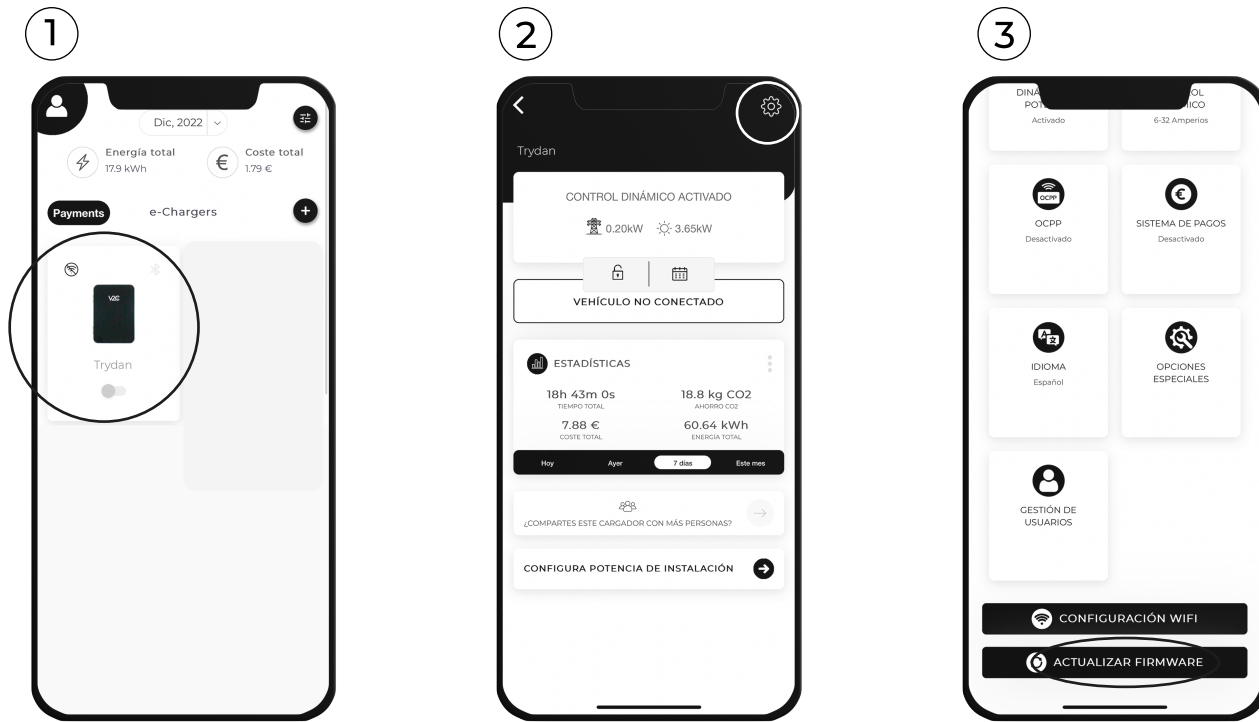 1
Dic, 2022
Energía total
17.9 kWh
Coste total
1.79 €
Payments
e-Chargers
V2C
Trydan
2
Trydan
CONTROL DINÁMICO ACTIVADO
0.20kW
3.65kW
VEHÍCULO NO CONECTADO
ESTADÍSTICAS
18h 43m 0s
TIEMPO TOTAL
18.8 kg CO2
AHORRO CO2
7.88 €
COSTE TOTAL
60.64 kWh
ENERGÍA TOTAL
Hoy Ayer 7 días Este mes
¿COMPARTES ESTE CARGADOR CON MÁS PERSONAS?
CONFIGURA POTENCIA DE INSTALACIÓN
3
Activado
6-32 Amperios
OCPP
OCPP
Desactivado
€
SISTEMA DE PAGOS
Desactivado
IDIOMA
Español
OPCIONES
ESPECIALES
GESTIÓN DE
USUARIOS
CONFIGURACIÓN WIFI
ACTUALIZAR FIRMWARE